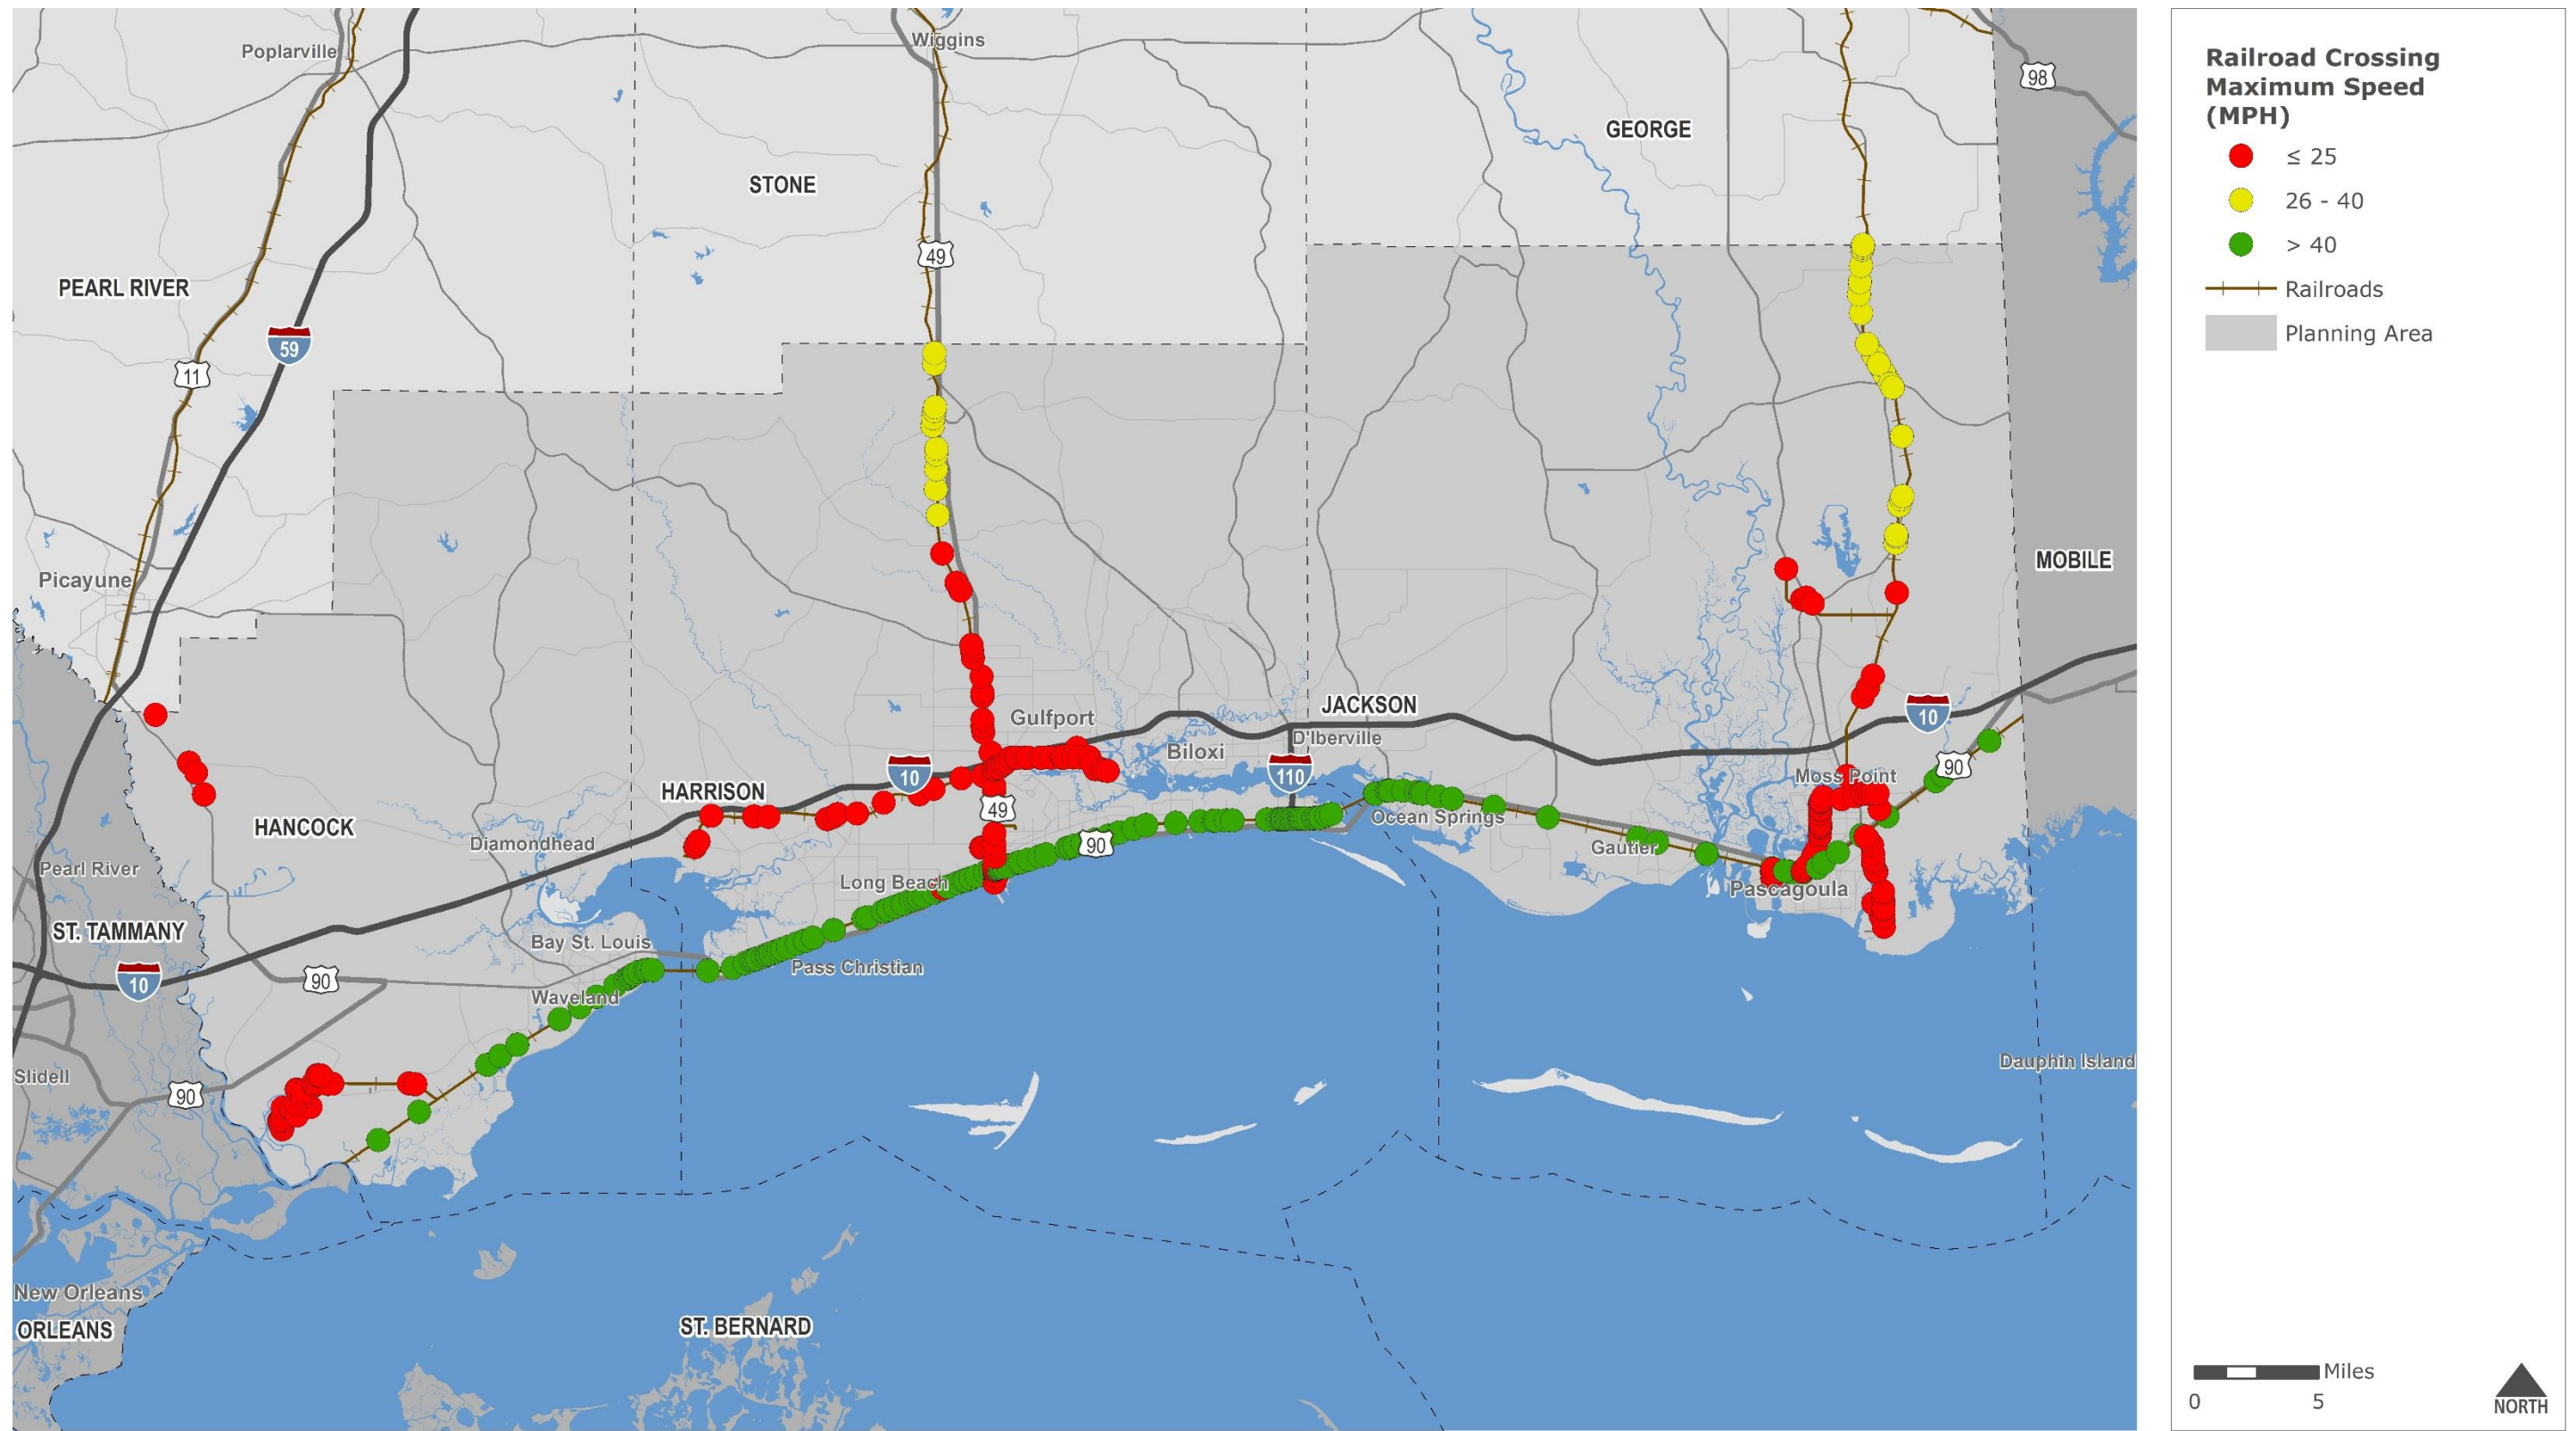 Poplarville
Wiggins
98
GEORGE
STONE
49
PEARL RIVER
59
11
Picayune
MOBILE
JACKSON
10
Gulfport
D'Iberville
Biloxi
90
10
110
Moss Point
HARRISON
49
Ocean Springs
HANCOCK
Diamondhead
90
Gautier
Pearl River
Long Beach
Pascagoula
ST. TAMMANY
Bay St. Louis
Pass Christian
10
90
Waveland
Slidell
90
Dauphin Island
New Orleans
ORLEANS
ST. BERNARD
Railroad Crossing
Maximum Speed
(MPH)
≤ 25
26 - 40
> 40
Railroads
Planning Area
Miles
0 5
NORTH